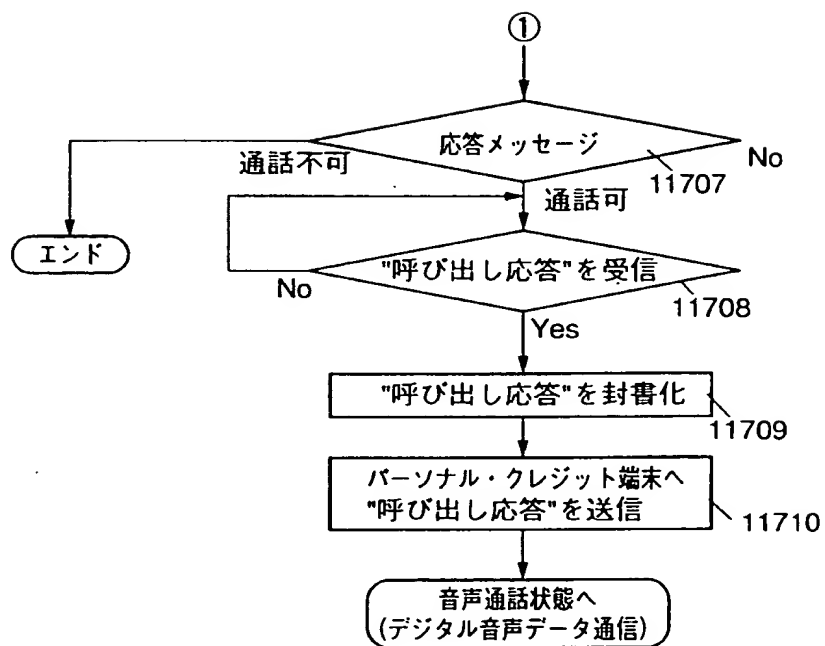 ①
応答メッセージ
No
11707
通話不可
通話可
エンド
"呼び出し応答"を受信
No
11708
Yes
"呼び出し応答"を封書化
11709
パーソナル・クレジット端末へ
"呼び出し応答"を送信
11710
音声通話状態へ
(デジタル音声データ通信)